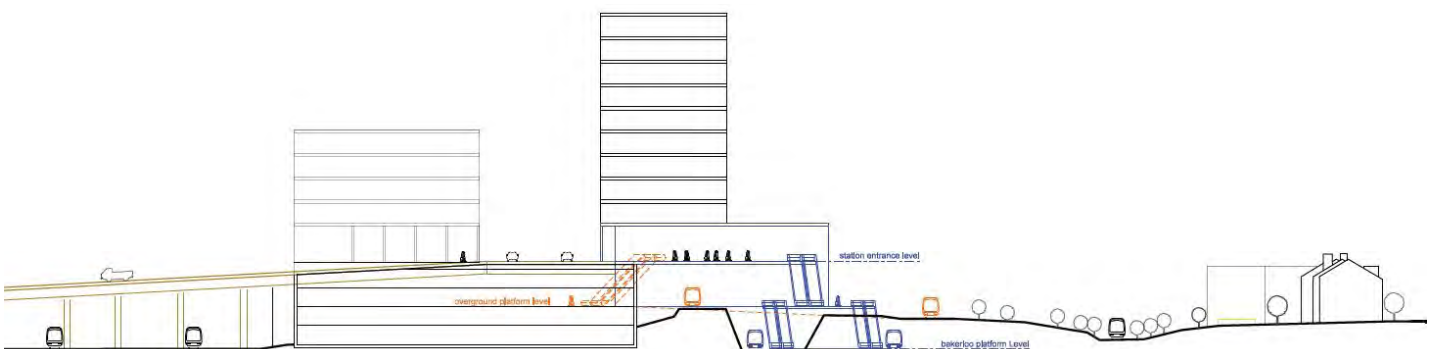 station entrance level
overground platform level
bakerloo platform Level